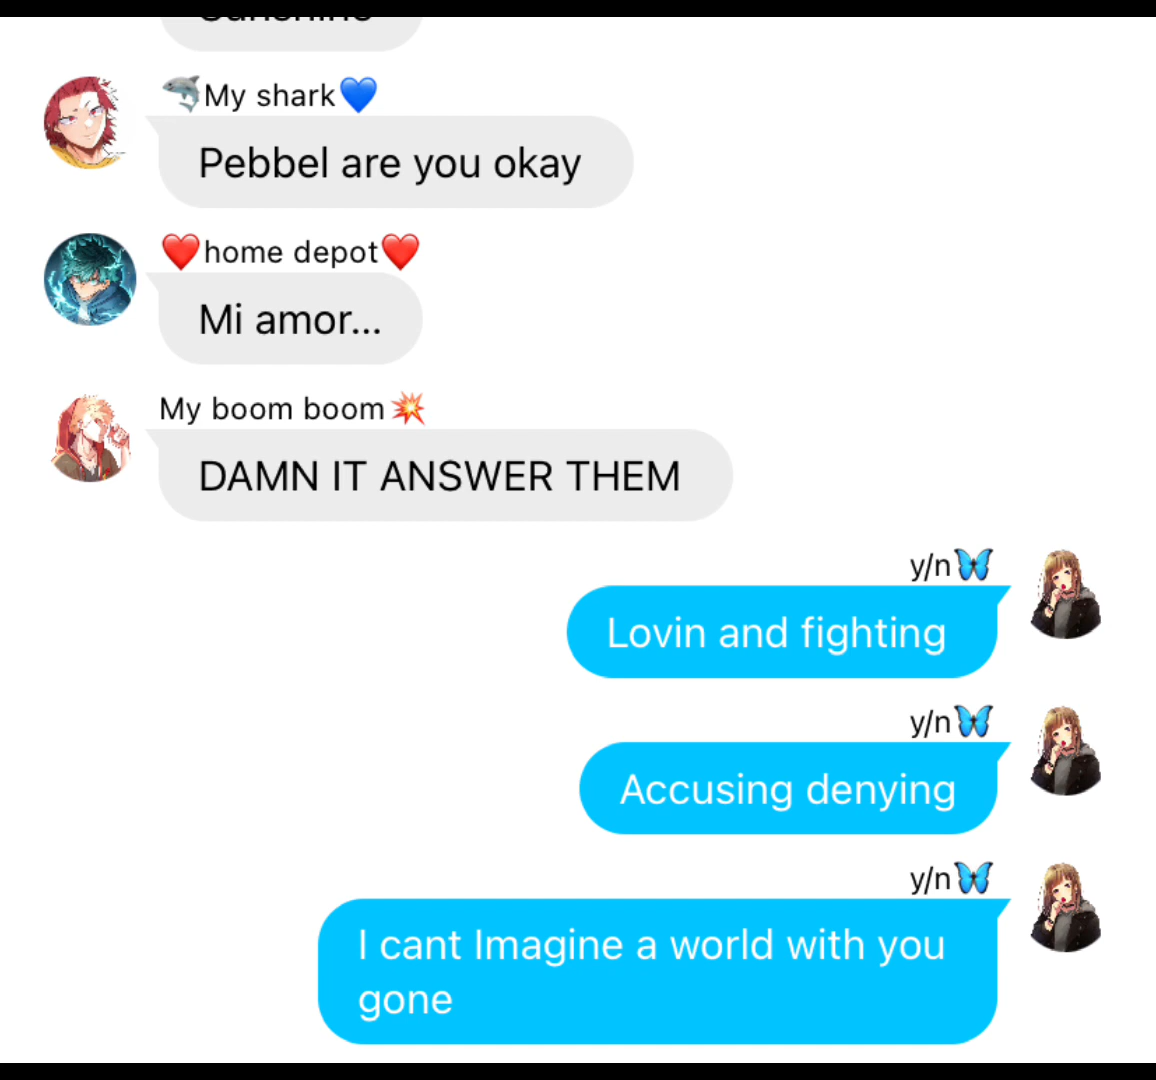 Sunshine
🦈My shark💙
Pebbel are you okay
❤️home depot❤️
Mi amor...
My boom boom💥
DAMN IT ANSWER THEM
y/n🦋
Lovin and fighting
y/n🦋
Accusing denying
y/n🦋
I cant Imagine a world with you
gone